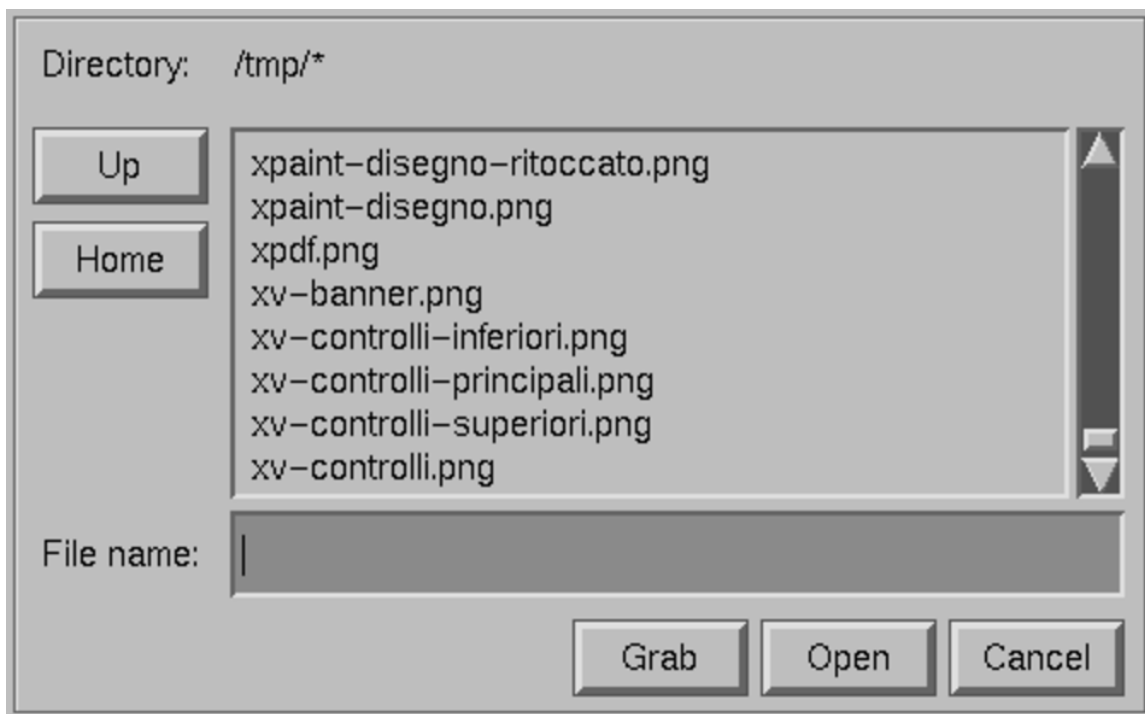 Directory: /tmp/*
Up
Home
xpaint-disegno-ritoccato.png
xpaint-disegno.png
xpdf.png
xv-banner.png
xv-controlli-inferiori.png
xv-controlli-principali.png
xv-controlli-superiori.png
xv-controlli.png
File name:
Grab Open Cancel